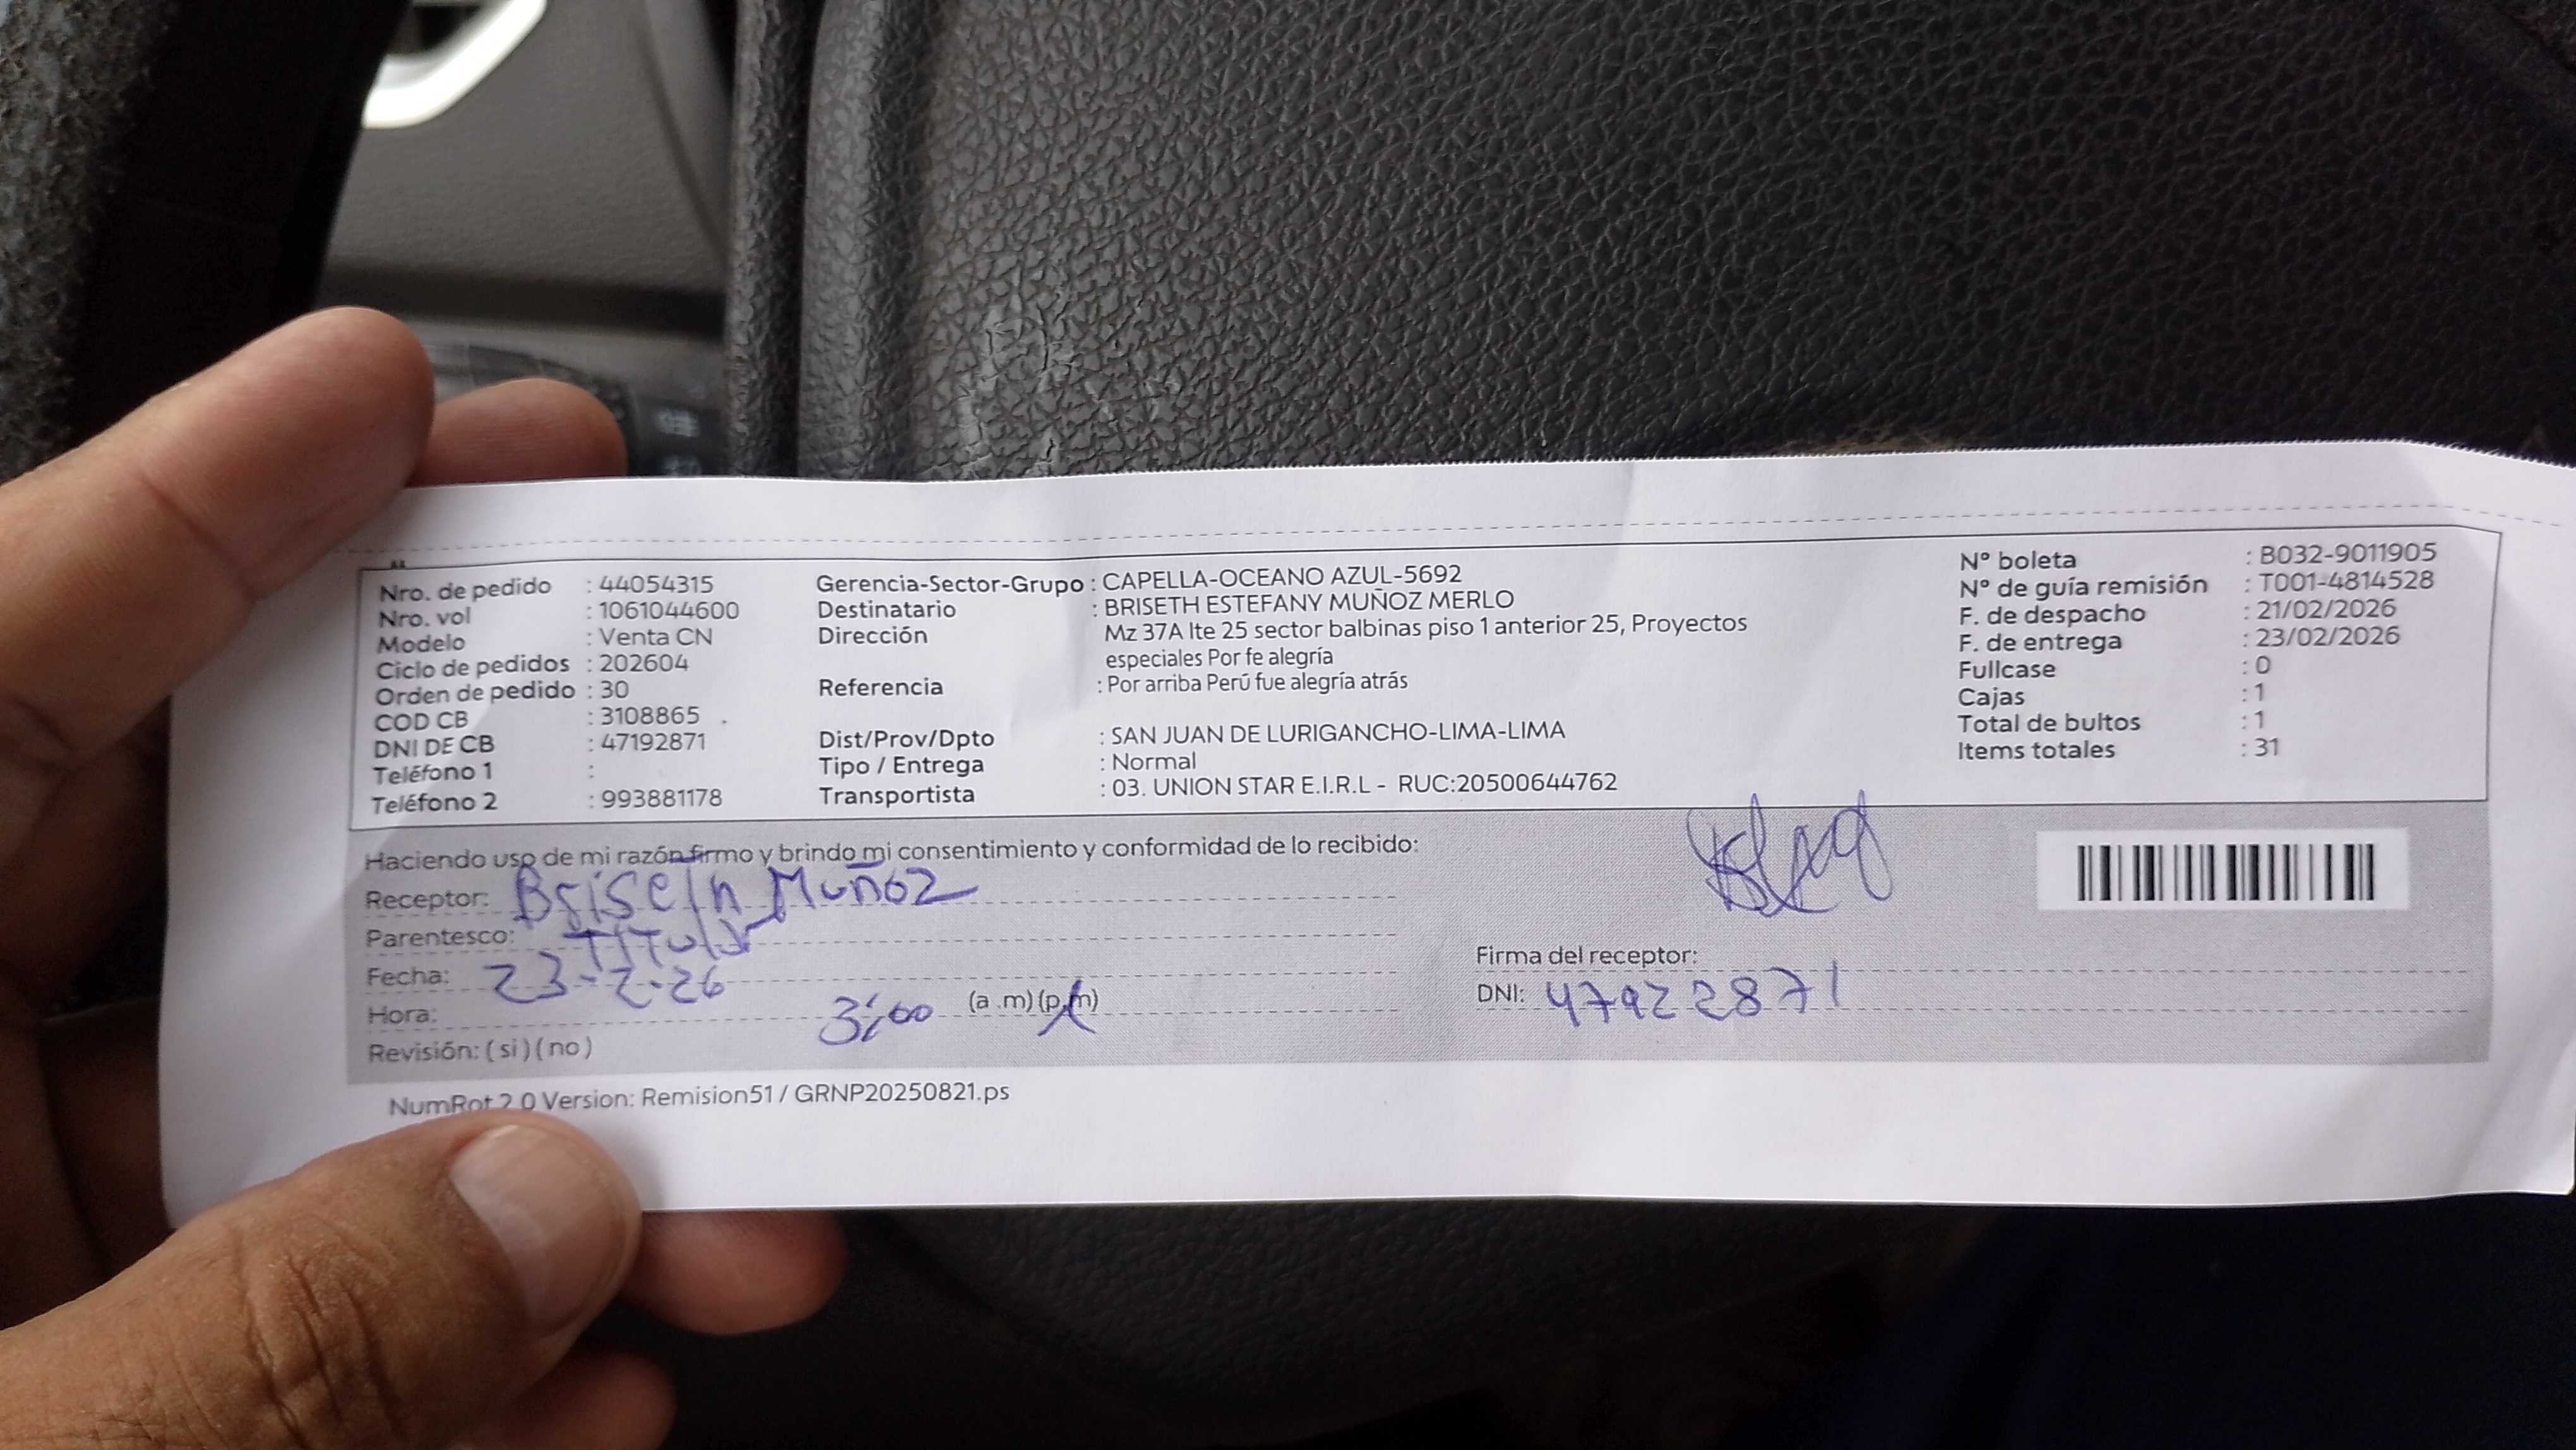 Nro. de pedido : 44054315
Nro. vol : 1061044600
Modelo : Venta CN
Ciclo de pedidos : 202604
Orden de pedido : 30
COD CB : 3108865
DNI DE CB : 47192871
Teléfono 1 :
Teléfono 2 : 993881178
Gerencia-Sector-Grupo : CAPELLA-OCEANO AZUL-5692
Destinatario : BRISETH ESTEFANY MUÑOZ MERLO
Dirección Mz 37A lte 25 sector balbinas piso 1 anterior 25, Proyectos
especiales Por fe alegría
Referencia : Por arriba Perú fue alegría atrás
Dist/Prov/Dpto : SAN JUAN DE LURIGANCHO-LIMA-LIMA
Tipo / Entrega : Normal
Transportista : 03. UNION STAR E.I.R.L - RUC:20500644762
N° boleta : B032-9011905
N° de guía remisión : T001-4814528
F. de despacho : 21/02/2026
F. de entrega : 23/02/2026
Fullcase : 0
Cajas : 1
Total de bultos : 1
Items totales : 31
Haciendo uso de mi razón firmo y brindo mi consentimiento y conformidad de lo recibido:
Receptor: Briseth Muñoz
Parentesco: Titular
Fecha: 23-2-26
Hora: 3:00 (a .m) (p.m)
Revisión: ( si ) ( no )
Firma del receptor:
DNI: 47922871
NumRot 2.0 Version: Remision51 / GRNP20250821.ps